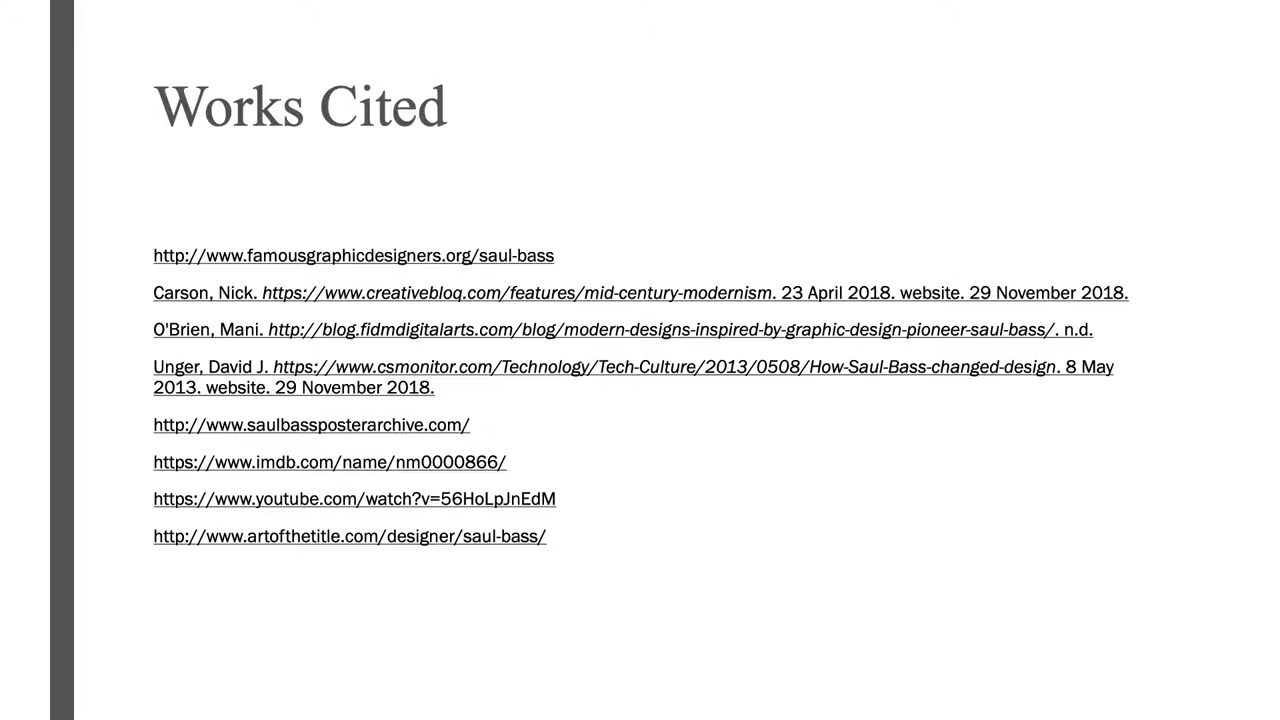 Works Cited
http://www.famousgraphicdesigners.org/saul-bass
Carson, Nick. https://www.creativebloq.com/features/mid-century-modernism. 23 April 2018. website. 29 November 2018.
O'Brien, Mani. http://blog.fidmdigitalarts.com/blog/modern-designs-inspired-by-graphic-design-pioneer-saul-bass/. n.d.
Unger, David J. https://www.csmonitor.com/Technology/Tech-Culture/2013/0508/How-Saul-Bass-changed-design. 8 May
2013. website. 29 November 2018.
http://www.saulbassposterarchive.com/
https://www.imdb.com/name/nm0000866/
https://www.youtube.com/watch?v=56HoLpJnEdM
http://www.artofthetitle.com/designer/saul-bass/